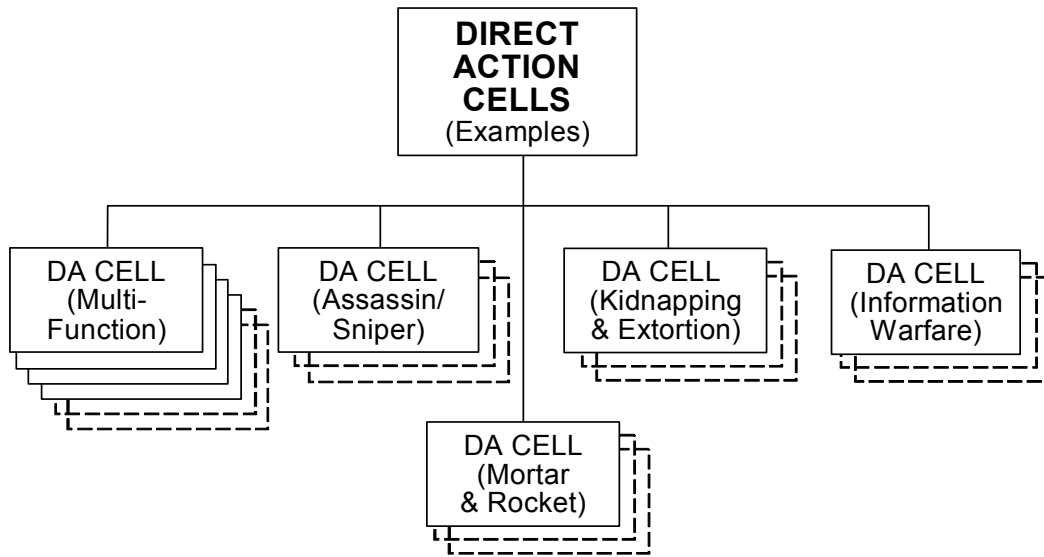 DIRECT
ACTION
CELLS
(Examples)
DA CELL
(Multi-
Function)
DA CELL
(Assassin/
Sniper)
DA CELL
(Kidnapping
& Extortion)
DA CELL
(Information
Warfare)
DA CELL
(Mortar
& Rocket)